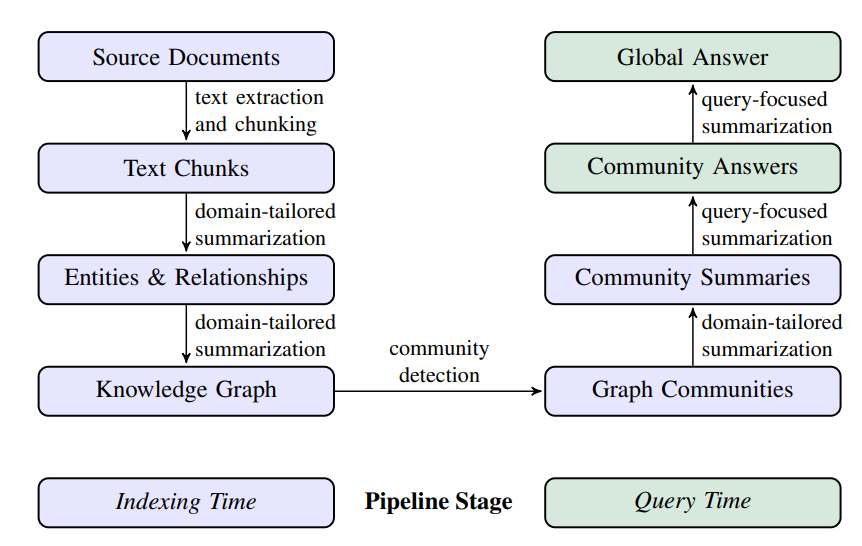 Source Documents
text extraction
and chunking
Text Chunks
domain-tailored
summarization
Entities & Relationships
domain-tailored
summarization
Knowledge Graph
community
detection
Global Answer
query-focused
summarization
Community Answers
query-focused
summarization
Community Summaries
domain-tailored
summarization
Graph Communities
Indexing Time
Pipeline Stage
Query Time